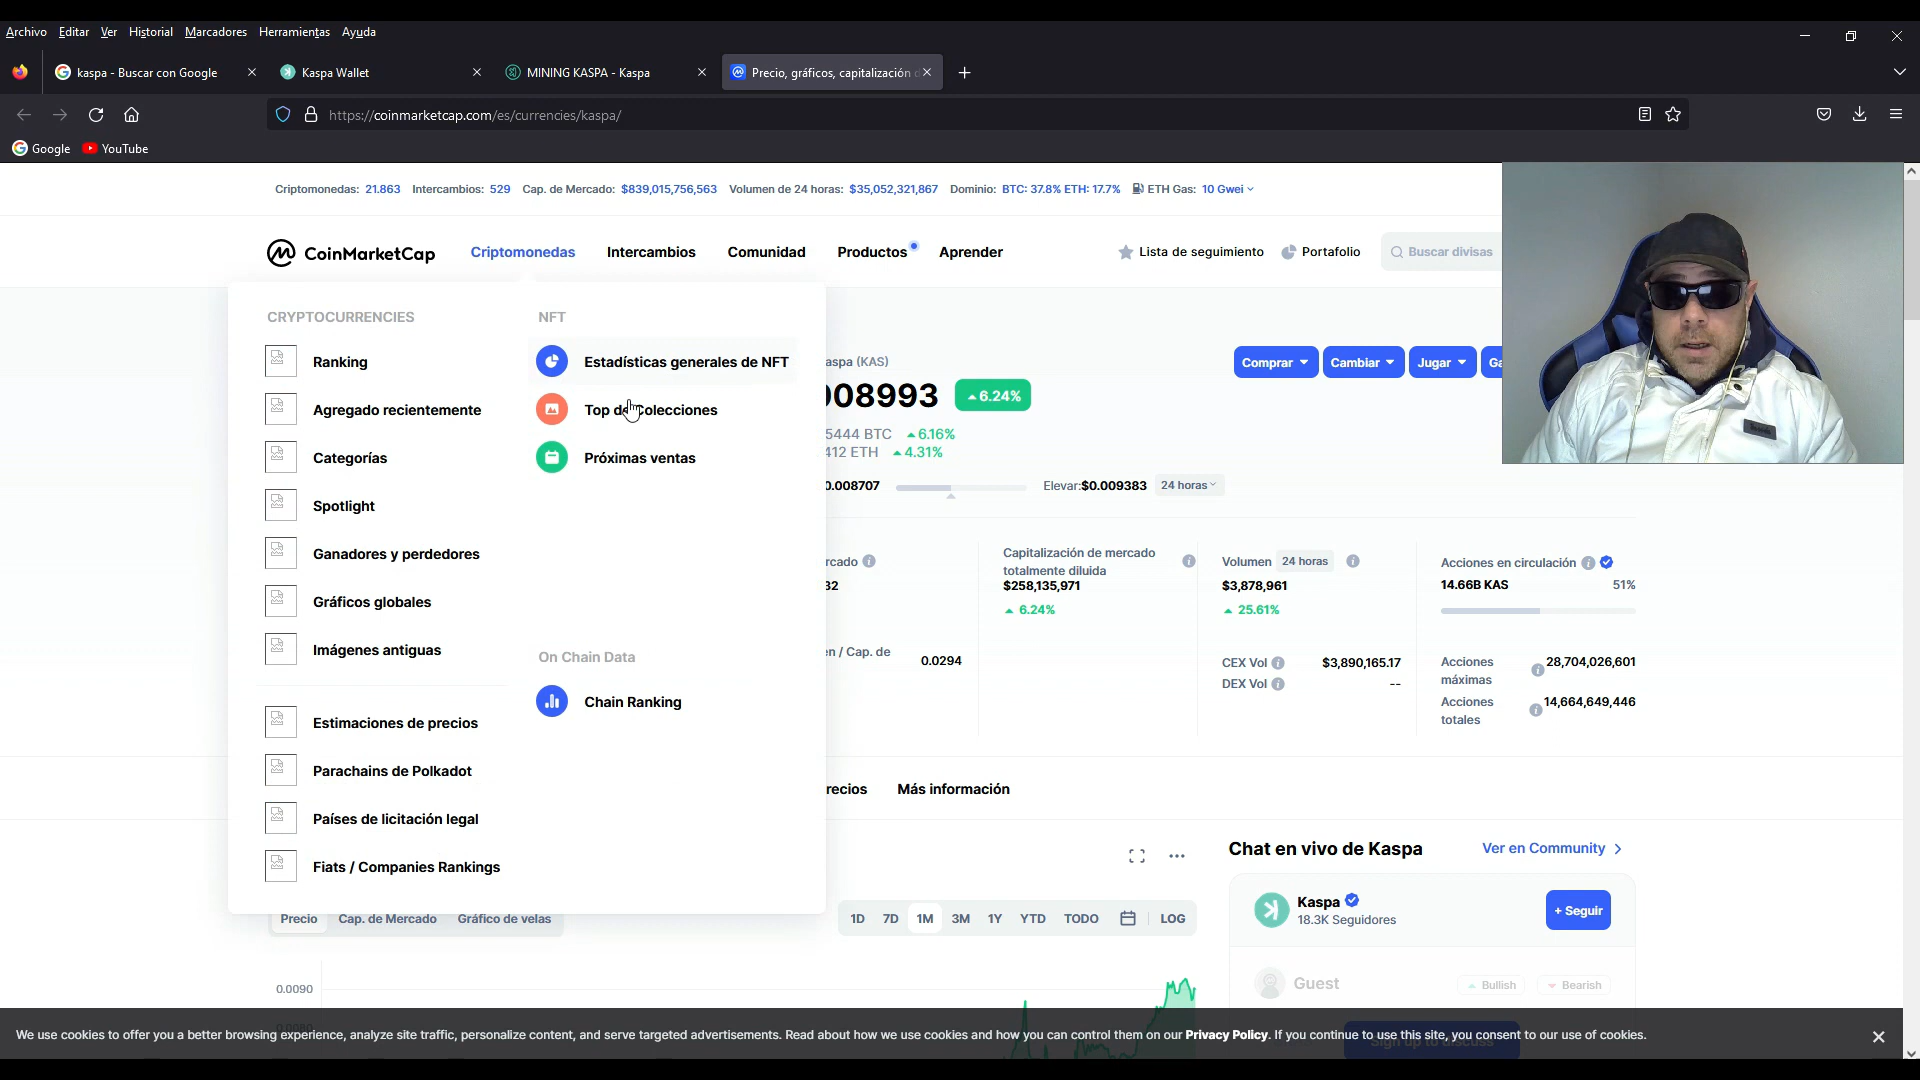 Archivo Editar Ver Historial Marcadores Herramientas Ayuda
kaspa - Buscar con Google
Kaspa Wallet
MINING KASPA - Kaspa
Precio, gráficos, capitalización
https://coinmarketcap.com/es/currencies/kaspa/
Google YouTube
Criptomonedas: 21.863 Intercambios: 529 Cap. de Mercado: $839,015,756,563 Volumen de 24 horas: $35,052,321,867 Dominio: BTC: 37.8% ETH: 17.7% ETH Gas: 10 Gwei
CoinMarketCap Criptomonedas Intercambios Comunidad Productos Aprender Lista de seguimiento Portafolio Buscar divisas
CRYPTOCURRENCIES
Ranking
Agregado recientemente
Categorías
Spotlight
Ganadores y perdedores
Gráficos globales
Imágenes antiguas
Estimaciones de precios
Parachains de Polkadot
Países de licitación legal
Fiats / Companies Rankings
NFT
Estadísticas generales de NFT
Top de Colecciones
Próximas ventas
On Chain Data
Chain Ranking
aspa (KAS)
08993 6.24%
5444 BTC 6.16%
412 ETH 4.31%
0.008707 Elevar:$0.009383 24 horas
Comprar Cambiar Jugar Ga
rcado
32
n / Cap. de 0.0294
Capitalización de mercado
totalmente diluida
$258,135,971
6.24%
Volumen 24 horas
$3,878,961
25.61%
CEX Vol $3,890,165.17
DEX Vol --
Acciones en circulación
14.66B KAS 51%
Acciones
máximas 28,704,026,601
Acciones
totales 14,664,649,446
recios Más información
Precio Cap. de Mercado Gráfico de velas
1D 7D 1M 3M 1Y YTD TODO LOG
0.0090
Chat en vivo de Kaspa Ver en Community
Kaspa
18.3K Seguidores
+ Seguir
Guest Bullish Bearish
Sign up to discuss
We use cookies to offer you a better browsing experience, analyze site traffic, personalize content, and serve targeted advertisements. Read about how we use cookies and how you can control them on our Privacy Policy. If you continue to use this site, you consent to our use of cookies.